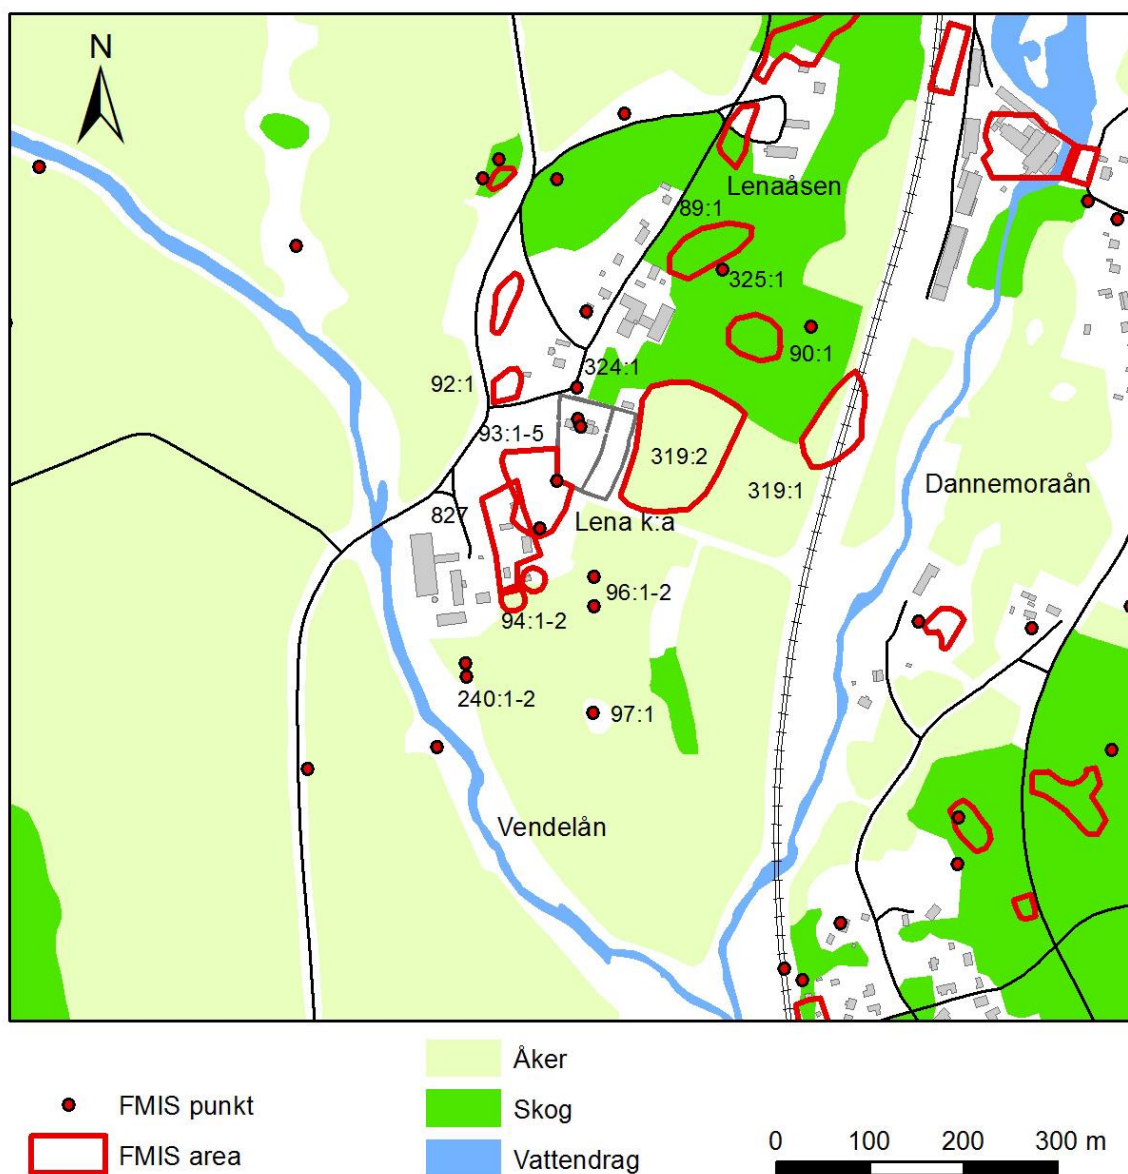 N
Lenaåsen
89:1
325:1
90:1
324:1
92:1
93:1-5
319:2
319:1
Dannemoraån
827
Lena k:a
96:1-2
94:1-2
240:1-2
97:1
Vendelån
Åker
FMIS punkt
Skog
FMIS area
Vattendrag
0 100 200 300 m